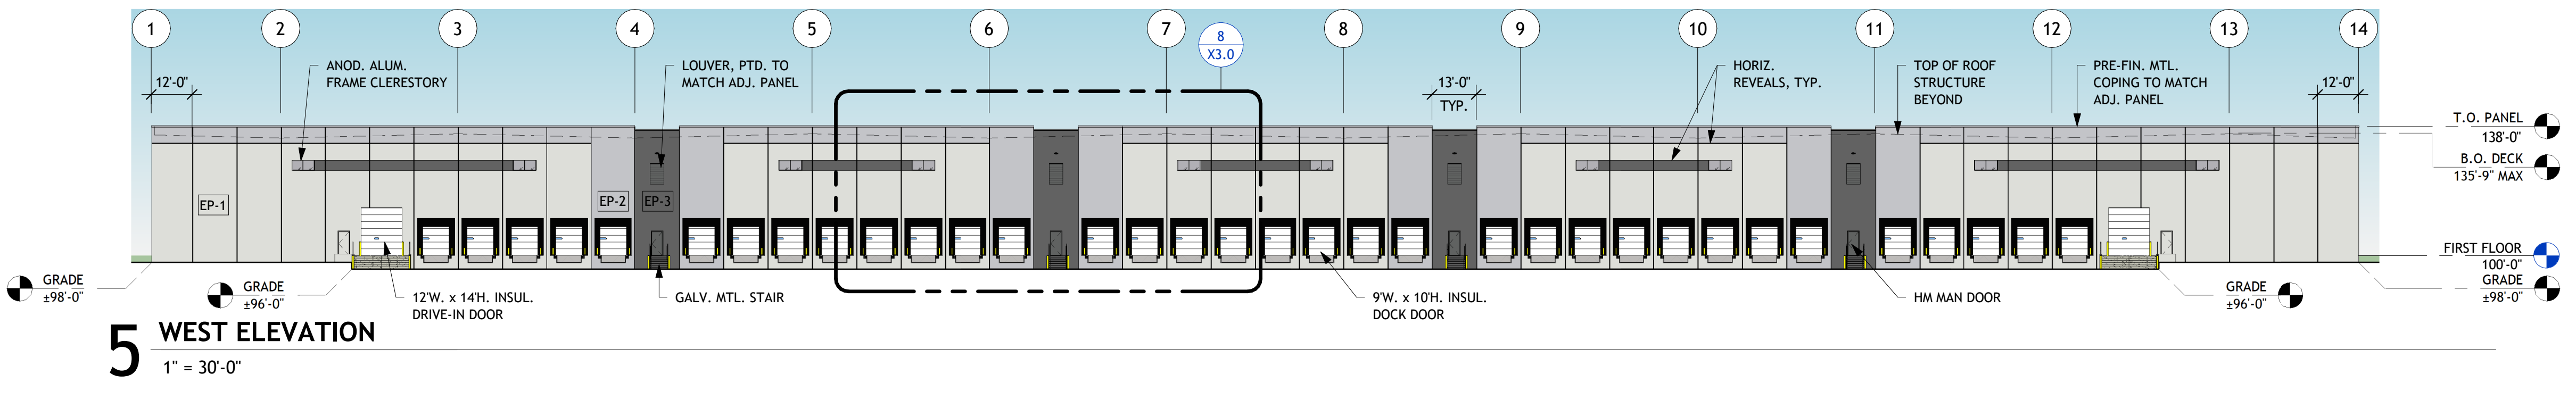 1 2 3 4 5 6 7 8 9 10 11 12 13 14
8
X3.0
ANOD. ALUM.
FRAME CLERESTORY
LOUVER, PTD. TO
MATCH ADJ. PANEL
HORIZ.
REVEALS, TYP.
TOP OF ROOF
STRUCTURE
BEYOND
PRE-FIN. MTL.
COPING TO MATCH
ADJ. PANEL
12'-0"
13'-0"
TYP.
12'-0"
T.O. PANEL
138'-0"
B.O. DECK
135'-9" MAX
EP-1
EP-2
EP-3
FIRST FLOOR
100'-0"
GRADE
±98'-0"
GRADE
±98'-0"
GRADE
±96'-0"
12'W. x 14'H. INSUL.
DRIVE-IN DOOR
GALV. MTL. STAIR
9'W. x 10'H. INSUL.
DOCK DOOR
HM MAN DOOR
GRADE
±96'-0"
5 WEST ELEVATION
1" = 30'-0"